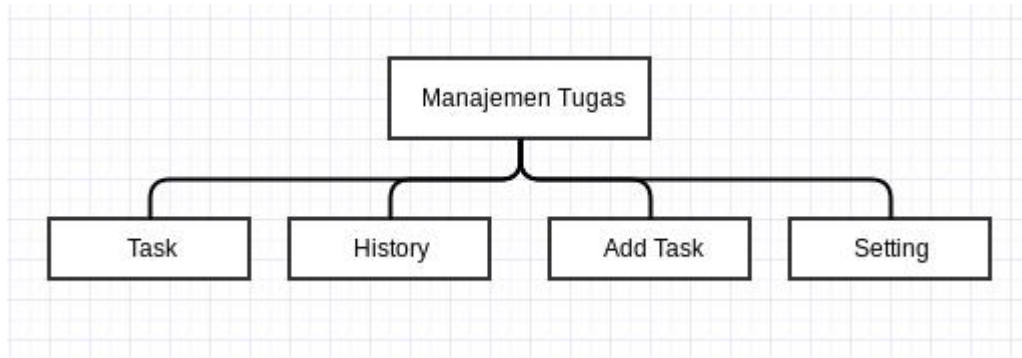 Manajemen Tugas
Task
History
Add Task
Setting